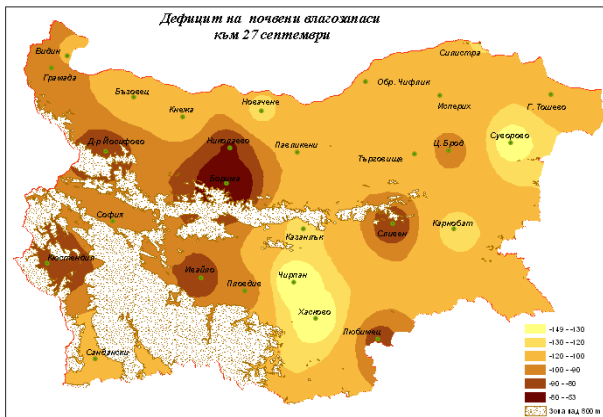 Дефицит на почвени влагозапаси
към 27 септември
Видин
Силистра
Грамада
Обр. Чифлик
Бъзовец
Новачене
Исперих
Г. Тошево
Кнежа
Суворово
Николаево
Д-р Йосифово
Павликени
Ц. Брод
Търговище
Борима
София
Казанлък
Сливен
Карнобат
Кюстендил
Ивайло
Чирпан
Пловдив
Хасково
Любимец
Сандански
-149 - -130
-130 - -120
-120 - -100
-100 - -90
-90 - -80
-80 - -53
Зона над 800 m